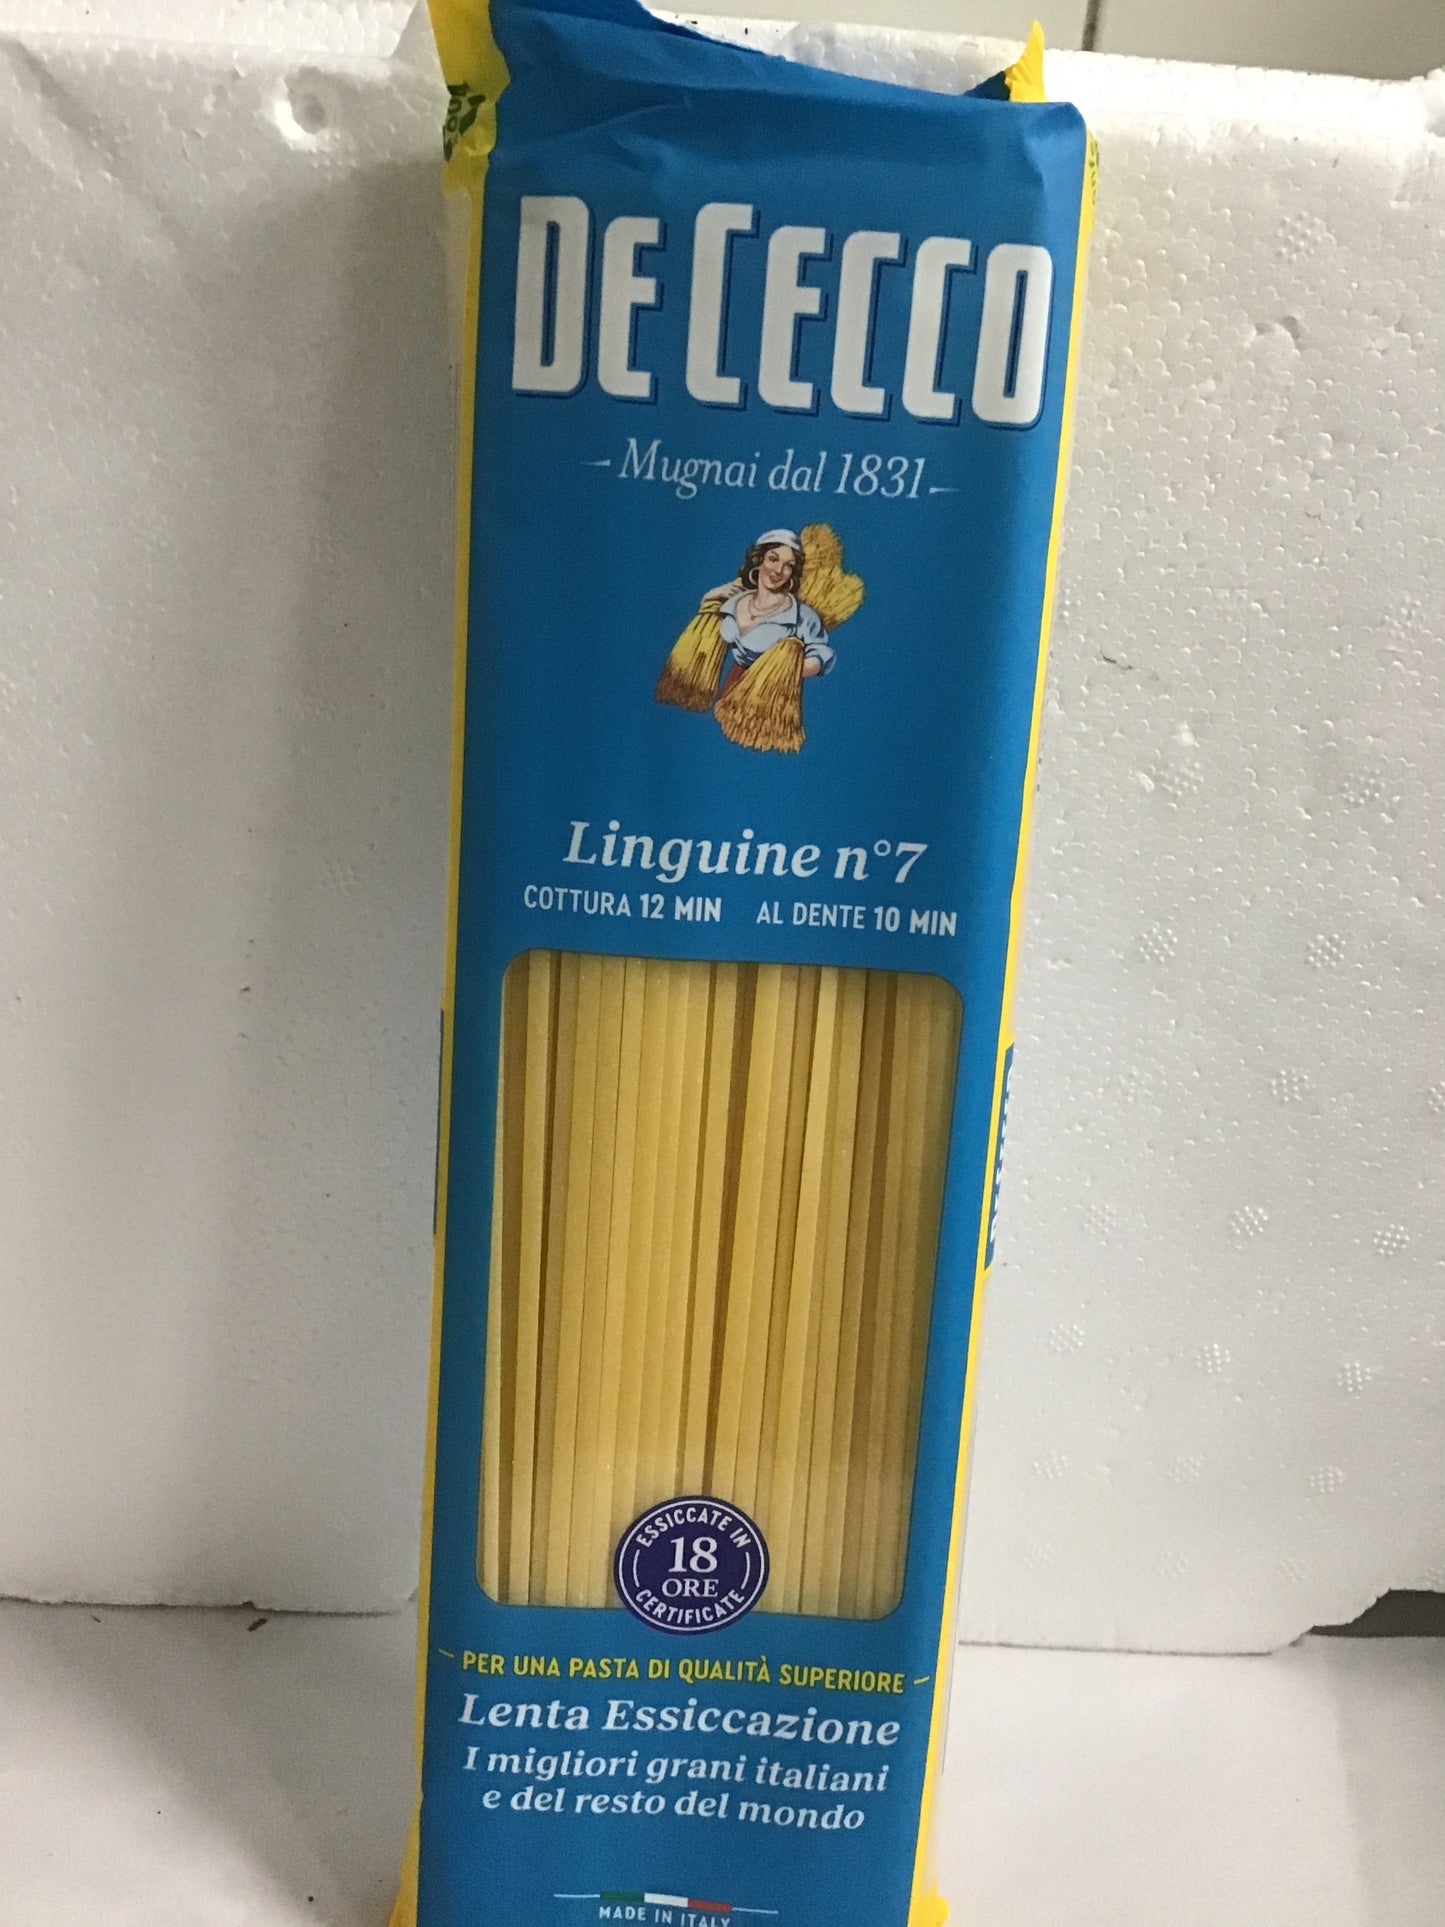 DE CECCO
Mugnai dal 1831
Linguine n°7
COTTURA 12 MIN AL DENTE 10 MIN
ESSICCATE IN
18
ORE
CERTIFICATE
PER UNA PASTA DI QUALITÀ SUPERIORE
Lenta Essiccazione
I migliori grani italiani
e del resto del mondo
MADE IN ITALY